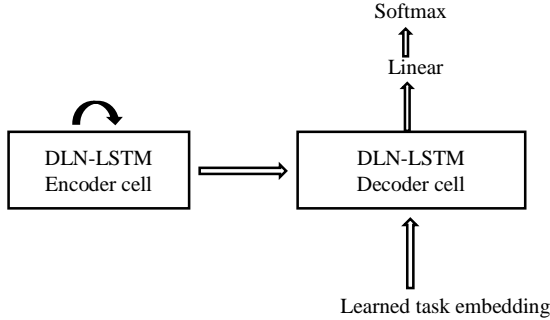 Softmax
Linear
DLN-LSTM
Encoder cell
DLN-LSTM
Decoder cell
Learned task embedding